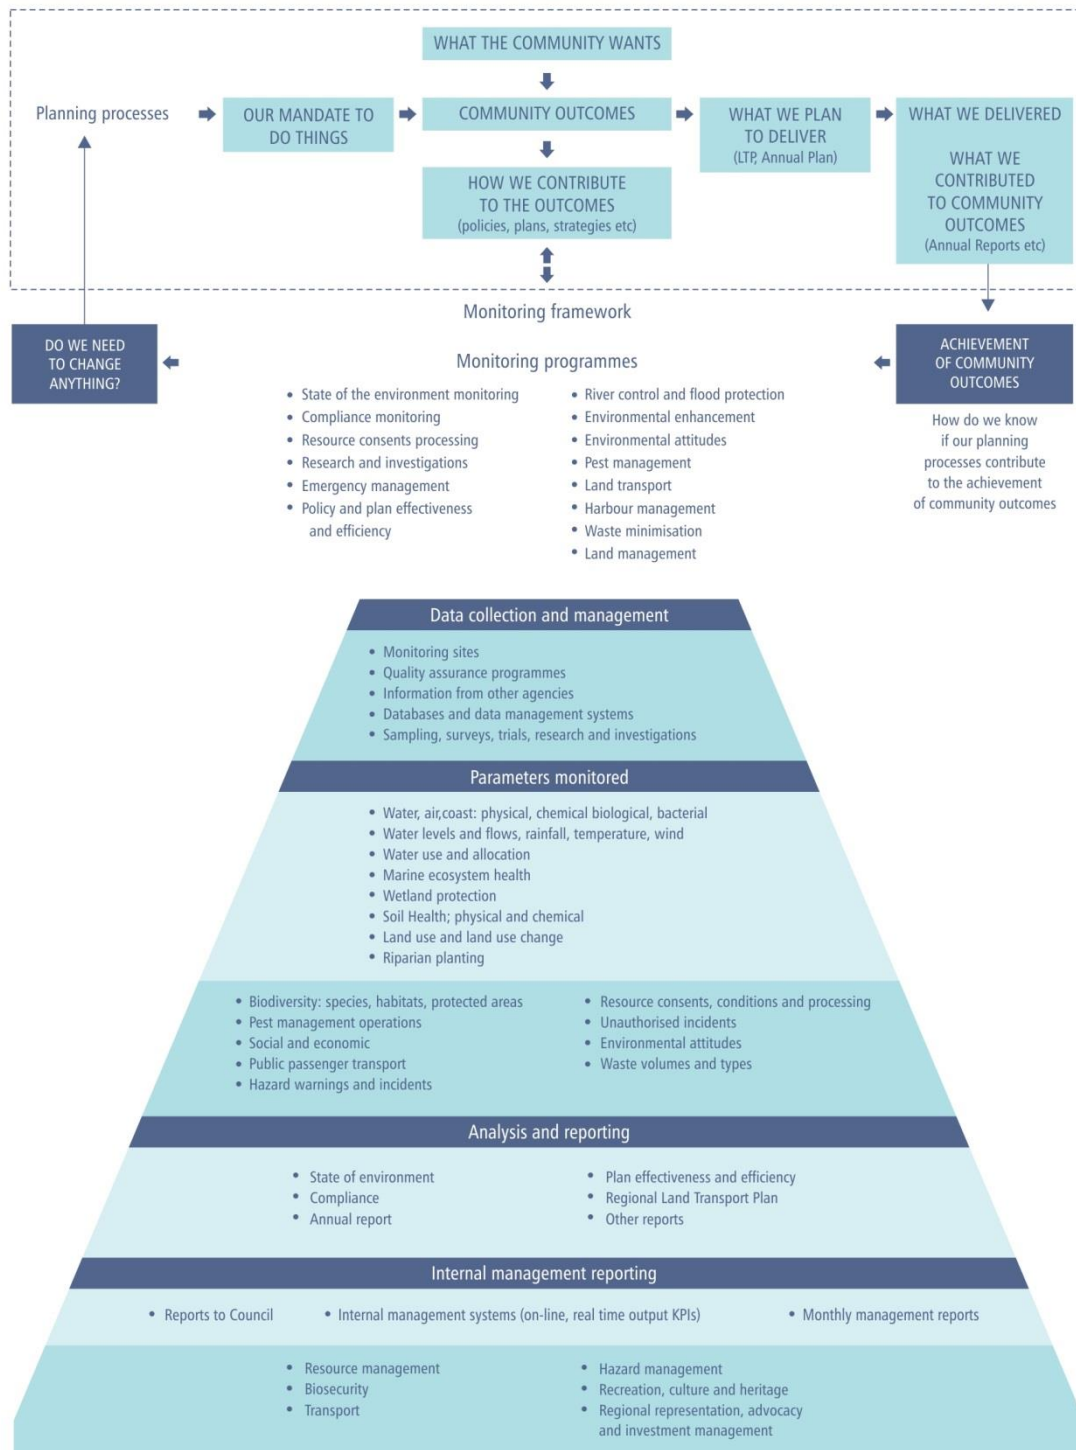 WHAT THE COMMUNITY WANTS
Planning processes
OUR MANDATE TO
DO THINGS
COMMUNITY OUTCOMES
WHAT WE PLAN
TO DELIVER
(LTP, Annual Plan)
WHAT WE DELIVERED
WHAT WE
CONTRIBUTED
TO COMMUNITY
OUTCOMES
(Annual Reports etc)
HOW WE CONTRIBUTE
TO THE OUTCOMES
(policies, plans, strategies etc)
Monitoring framework
DO WE NEED
TO CHANGE
ANYTHING?
Monitoring programmes
• State of the environment monitoring
• Compliance monitoring
• Resource consents processing
• Research and investigations
• Emergency management
• Policy and plan effectiveness
and efficiency
• River control and flood protection
• Environmental enhancement
• Environmental attitudes
• Pest management
• Land transport
• Harbour management
• Waste minimisation
• Land management
ACHIEVEMENT
OF COMMUNITY
OUTCOMES
How do we know
if our planning
processes contribute
to the achievement
of community outcomes
Data collection and management
• Monitoring sites
• Quality assurance programmes
• Information from other agencies
• Databases and data management systems
• Sampling, surveys, trials, research and investigations
Parameters monitored
• Water, air,coast: physical, chemical biological, bacterial
• Water levels and flows, rainfall, temperature, wind
• Water use and allocation
• Marine ecosystem health
• Wetland protection
• Soil Health; physical and chemical
• Land use and land use change
• Riparian planting
• Biodiversity: species, habitats, protected areas
• Pest management operations
• Social and economic
• Public passenger transport
• Hazard warnings and incidents
• Resource consents, conditions and processing
• Unauthorised incidents
• Environmental attitudes
• Waste volumes and types
Analysis and reporting
• State of environment
• Compliance
• Annual report
• Plan effectiveness and efficiency
• Regional Land Transport Plan
• Other reports
Internal management reporting
• Reports to Council
• Internal management systems (on-line, real time output KPIs)
• Monthly management reports
• Resource management
• Biosecurity
• Transport
• Hazard management
• Recreation, culture and heritage
• Regional representation, advocacy
and investment management